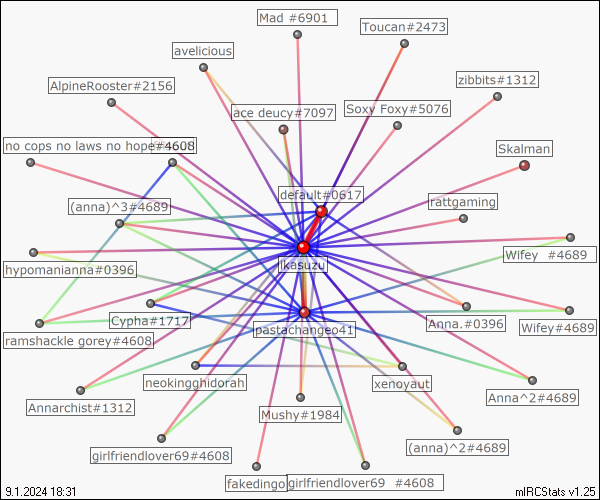 Mad #6901
Toucan#2473
avelicious
AlpineRooster#2156
zibbits#1312
ace deucy#7097
Soxy Foxy#5076
no cops no laws no hope#4608
Skalman
default#0617
(anna)^3#4689
rattgaming
Wifey #4689
Ikasuzu
hypomanianna#0396
Cypha#1717
Anna.#0396
Wifey#4689
pastachangeo41
ramshackle gorey#4608
neokingghidorah
xenoyaut
Anna^2#4689
Annarchist#1312
Mushy#1984
(anna)^2#4689
girlfriendlover69#4608
fakedingo
girlfriendlover69 #4608
9.1.2024 18:31
mIRCStats v1.25